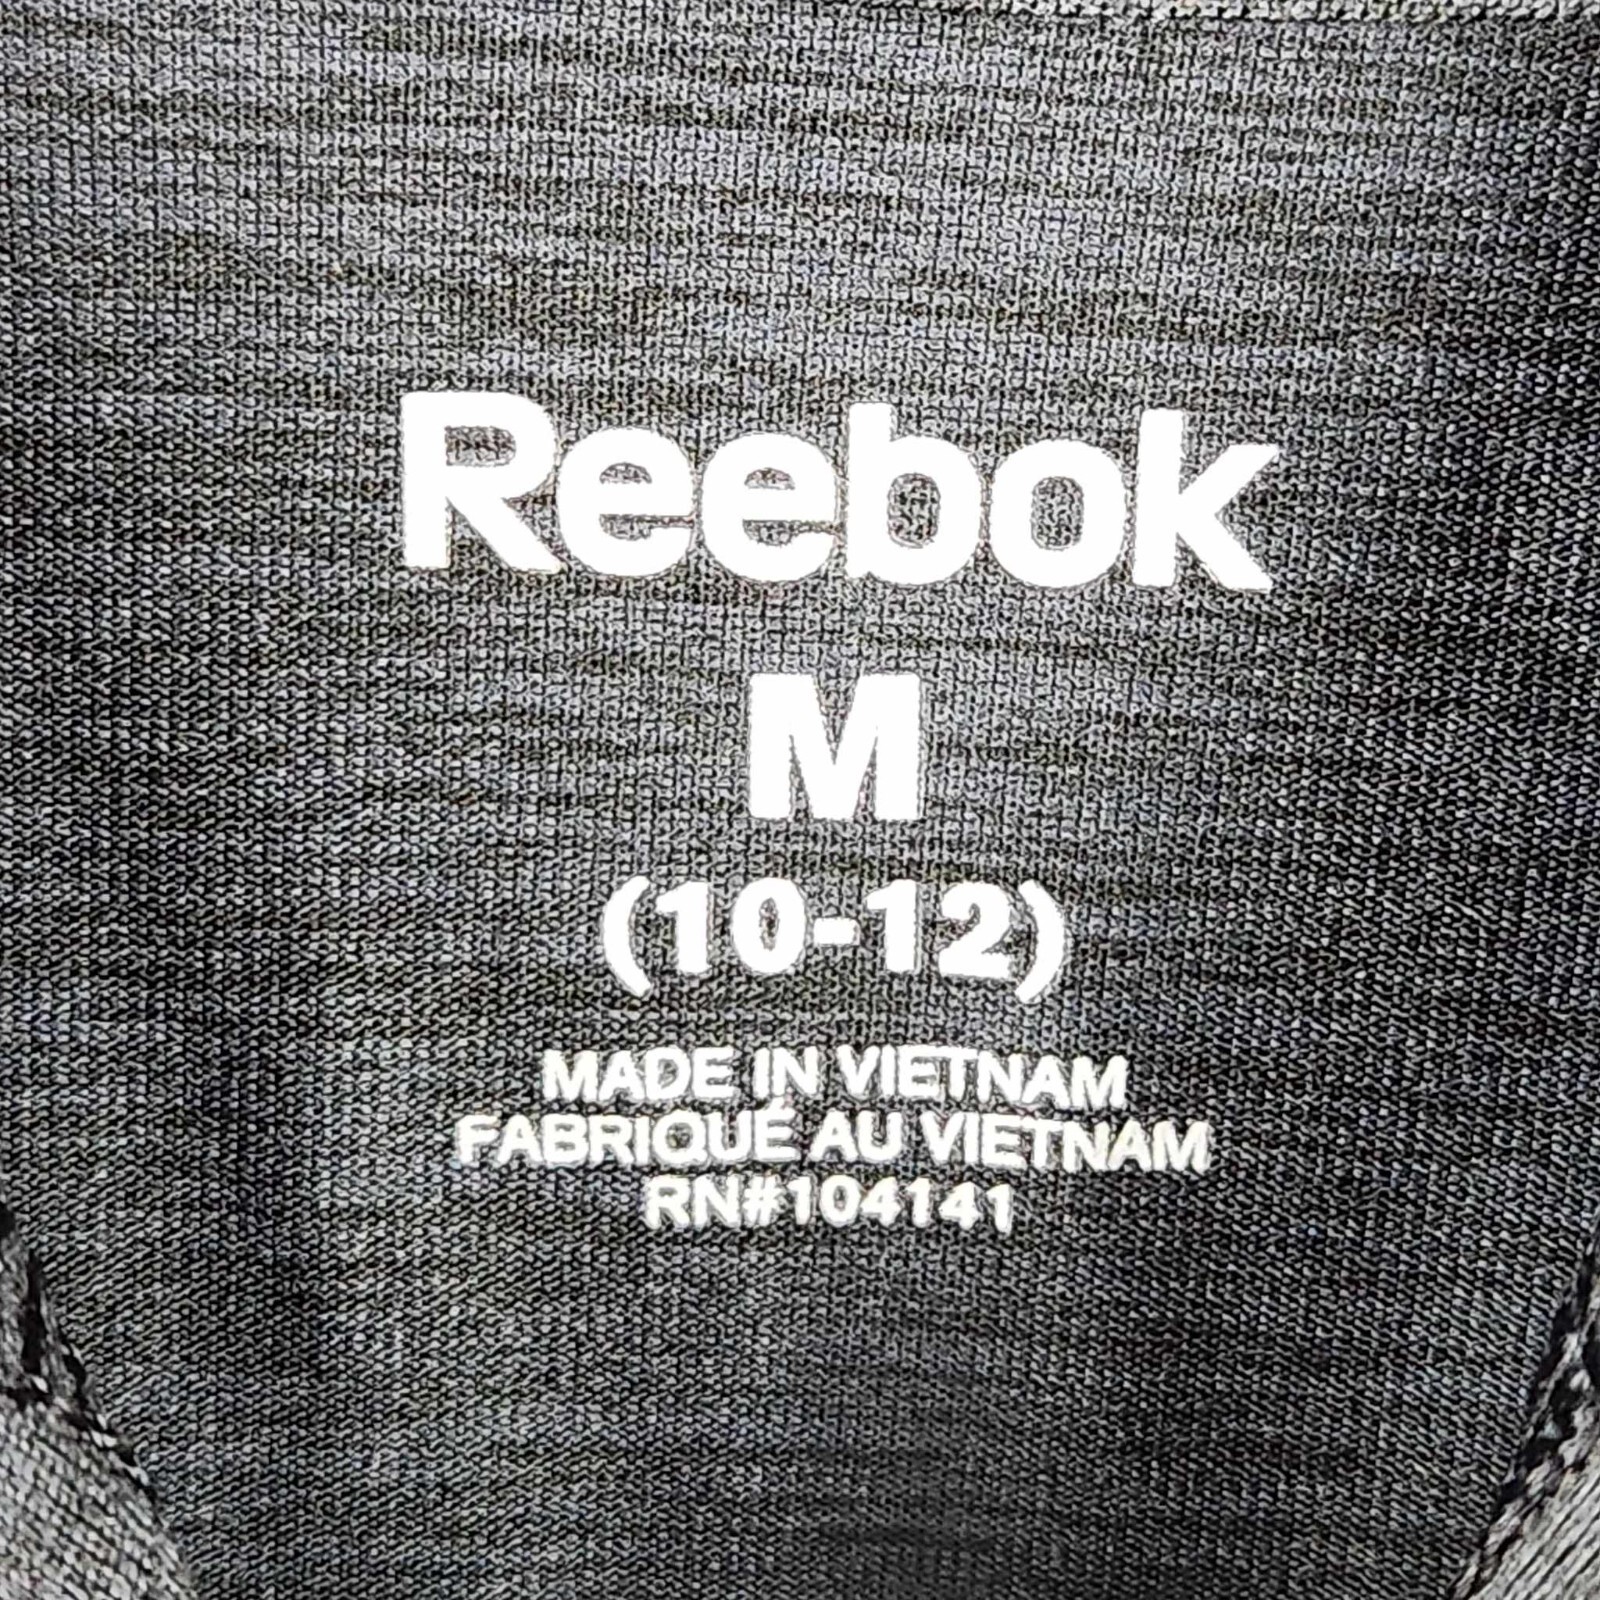 Reebok
M
(10-12)
MADE IN VIETNAM
FABRIQUÉ AU VIETNAM
RN#104141